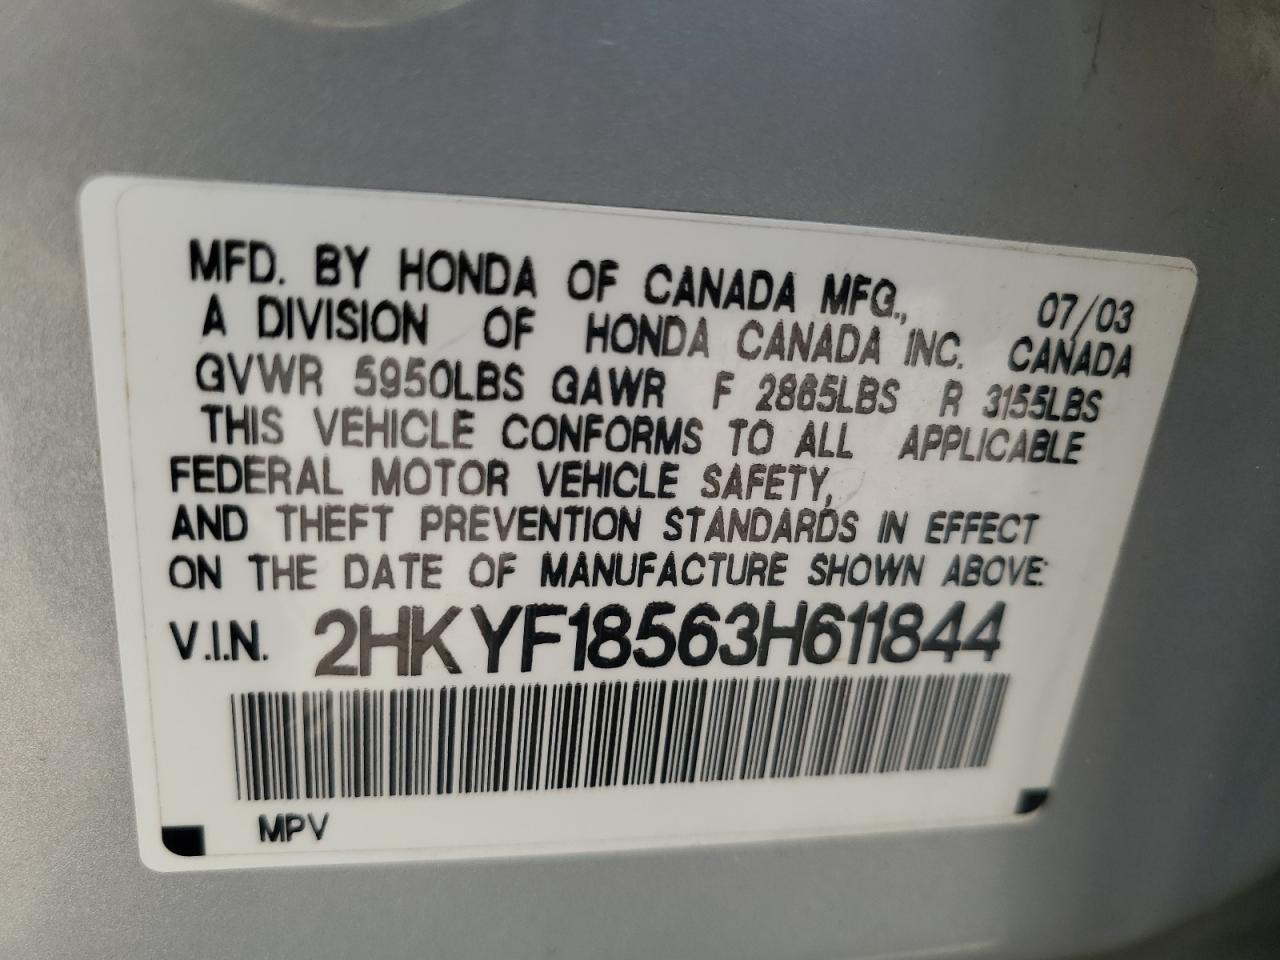 MFD. BY HONDA OF CANADA MFG., 07/03
A DIVISION OF HONDA CANADA INC. CANADA
GVWR 5950LBS GAWR F 2865LBS R 3155LBS
THIS VEHICLE CONFORMS TO ALL APPLICABLE
FEDERAL MOTOR VEHICLE SAFETY,
AND THEFT PREVENTION STANDARDS IN EFFECT
ON THE DATE OF MANUFACTURE SHOWN ABOVE:
V.I.N. 2HKYF18563H611844
MPV